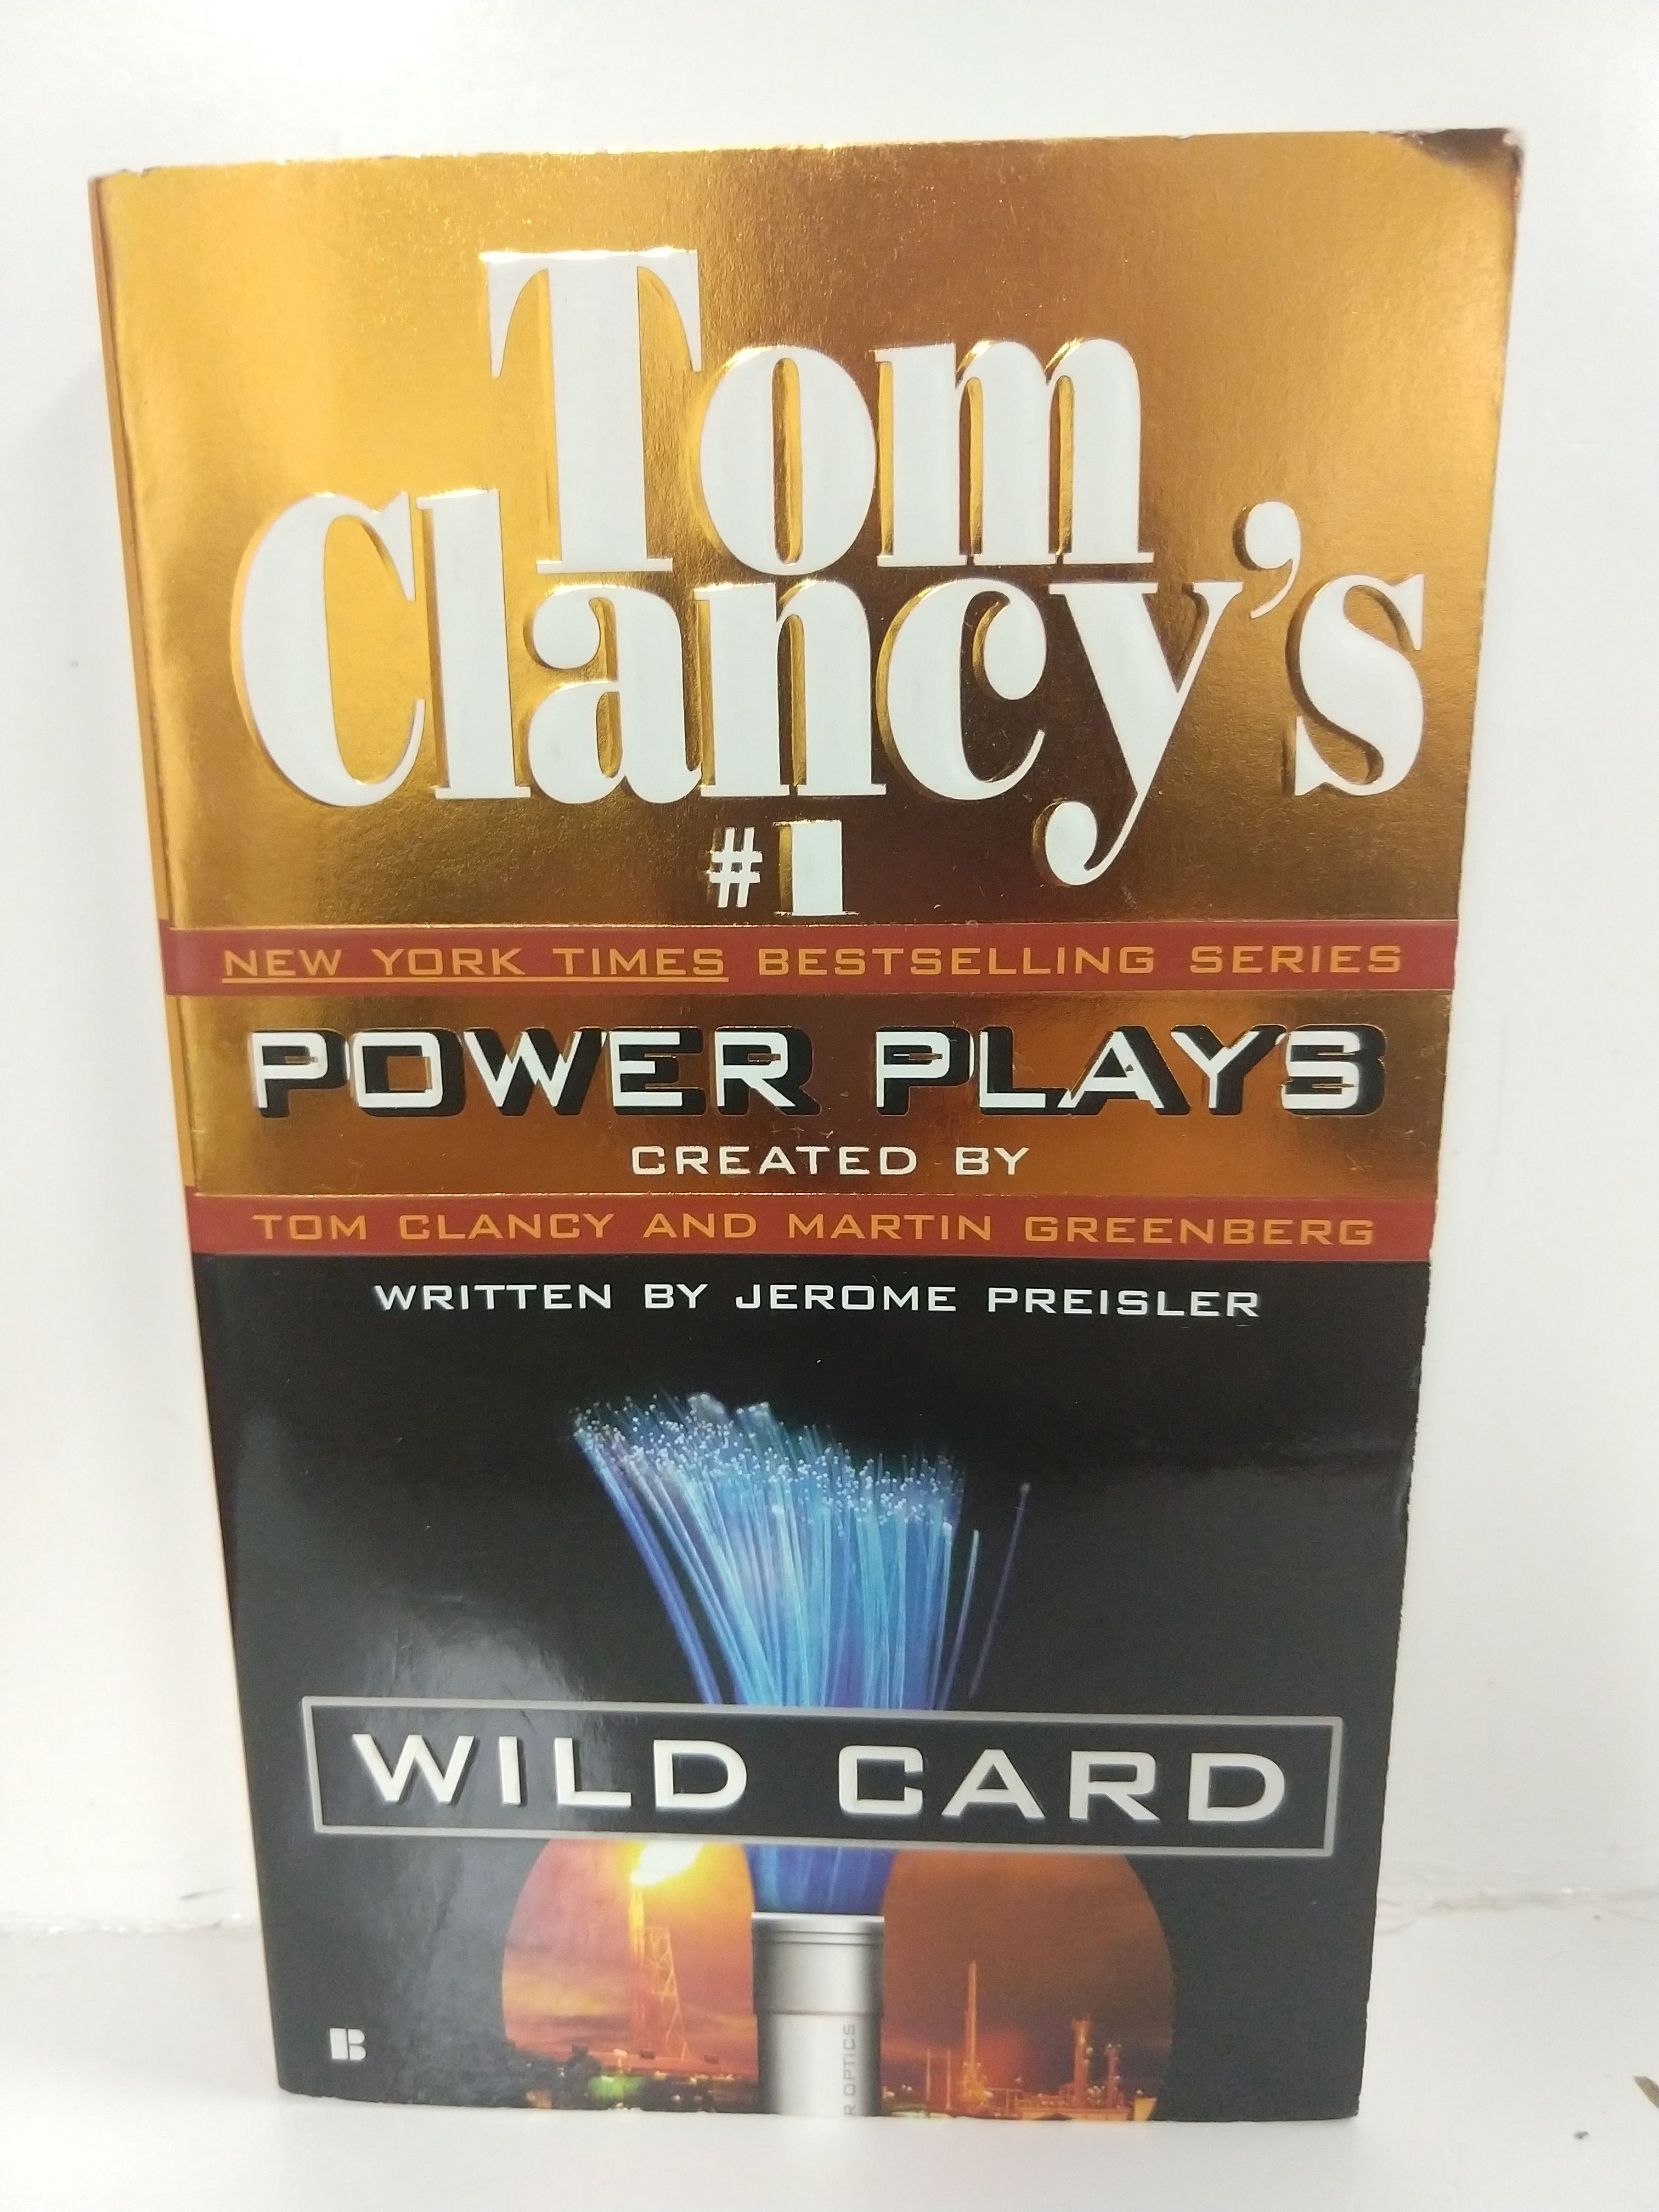 Tom
Clancy's
#1
NEW YORK TIMES BESTSELLING SERIES
POWER PLAYS
CREATED BY
TOM CLANCY AND MARTIN GREENBERG
WRITTEN BY JEROME PREISLER
WILD CARD
R OPTICS
B